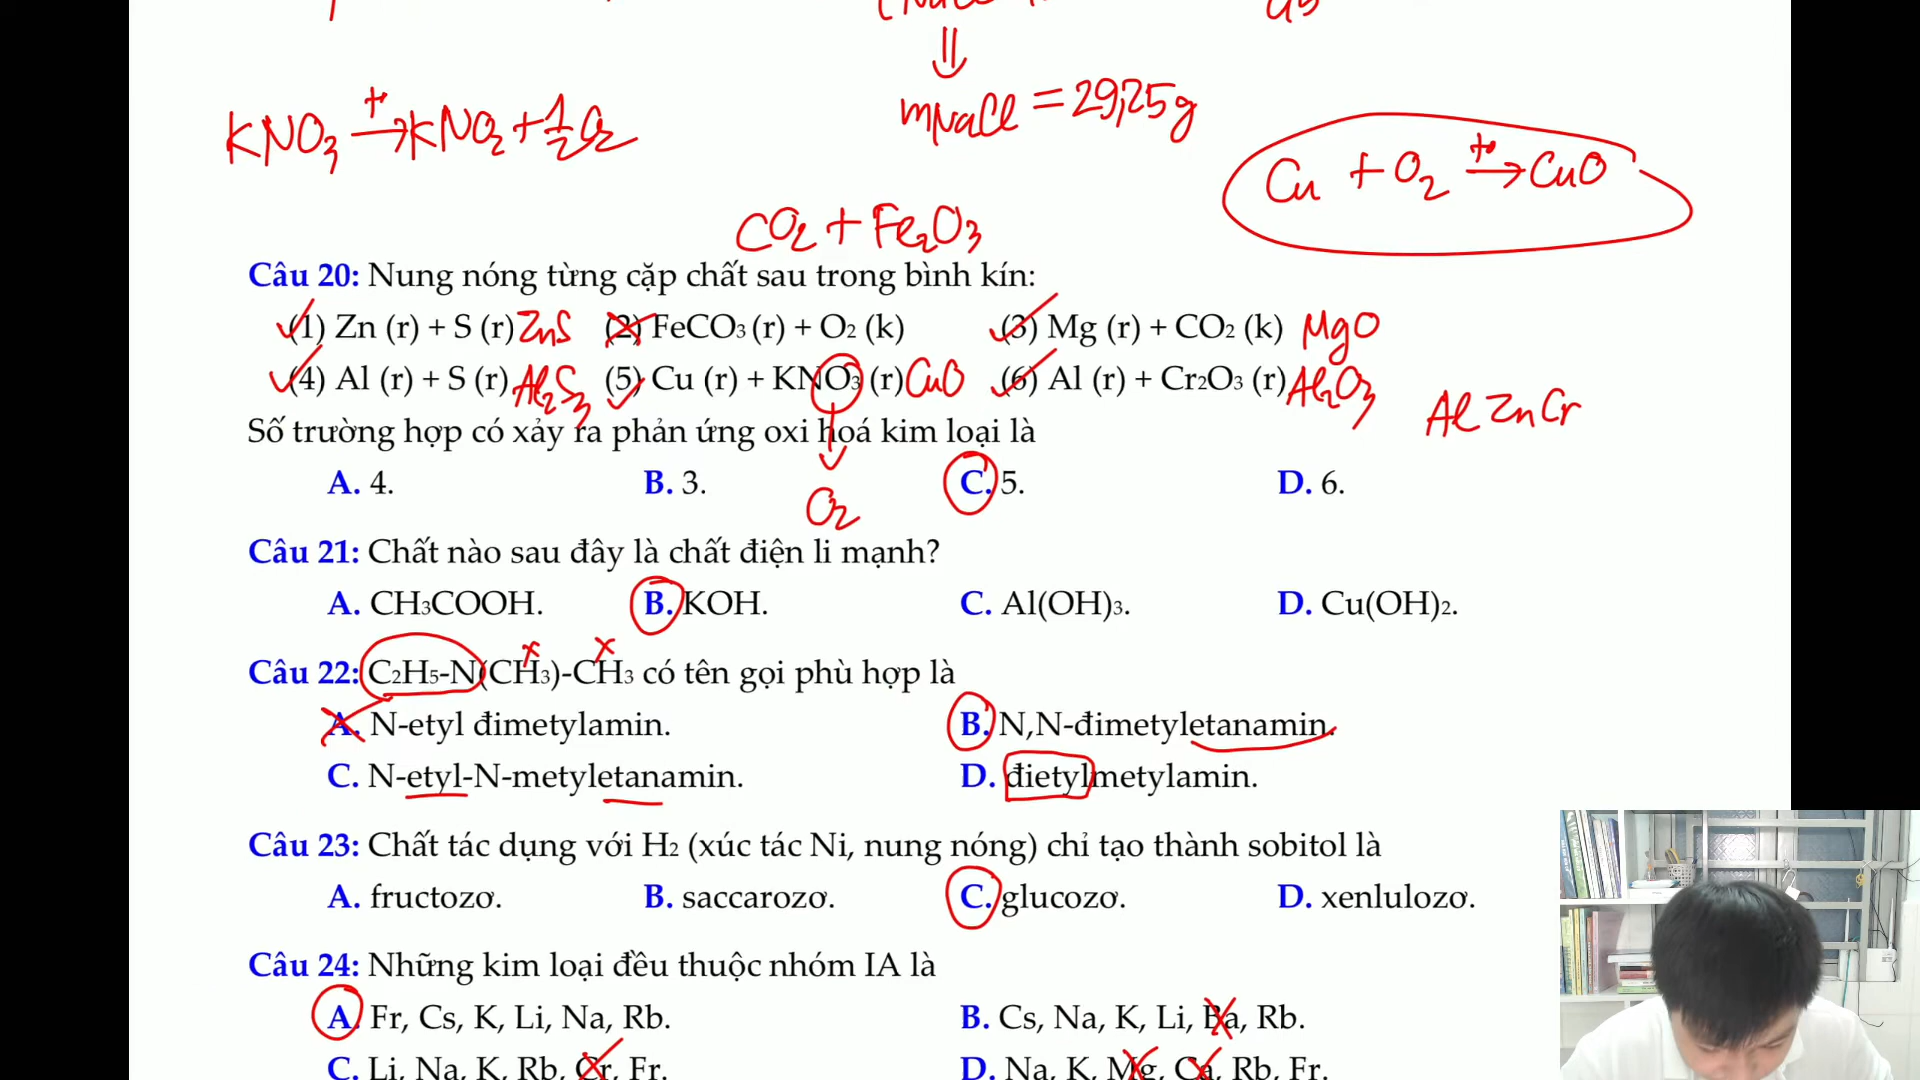 mNaCl = 29,25g
KNO3 t° → KNO2 + 1/2 O2
Cu + O2 t° → CuO
CO2 + Fe2O3
Câu 20: Nung nóng từng cặp chất sau trong bình kín:
(1) Zn (r) + S (r) ZnS (2) FeCO3 (r) + O2 (k) (3) Mg (r) + CO2 (k) MgO
(4) Al (r) + S (r) Al2S3 (5) Cu (r) + KNO3 (r) CuO (6) Al (r) + Cr2O3 (r) Al2O3
Al Zn Cr
Số trường hợp có xảy ra phản ứng oxi hoá kim loại là
A. 4. B. 3. C. 5. D. 6.
O2
Câu 21: Chất nào sau đây là chất điện li mạnh?
A. CH3COOH. B. KOH. C. Al(OH)3. D. Cu(OH)2.
Câu 22: C2H5-N(CH3)-CH3 có tên gọi phù hợp là
A. N-etyl đimetylamin. B. N,N-đimetyletanamin.
C. N-etyl-N-metyletanamin. D. đietylmetylamin.
Câu 23: Chất tác dụng với H2 (xúc tác Ni, nung nóng) chỉ tạo thành sobitol là
A. fructozơ. B. saccarozơ. C. glucozơ. D. xenlulozơ.
Câu 24: Những kim loại đều thuộc nhóm IA là
A. Fr, Cs, K, Li, Na, Rb. B. Cs, Na, K, Li, Ba, Rb.
C. Li, Na, K, Rb, Cr, Fr. D. Na, K, Mg, Ca, Rb, Fr.